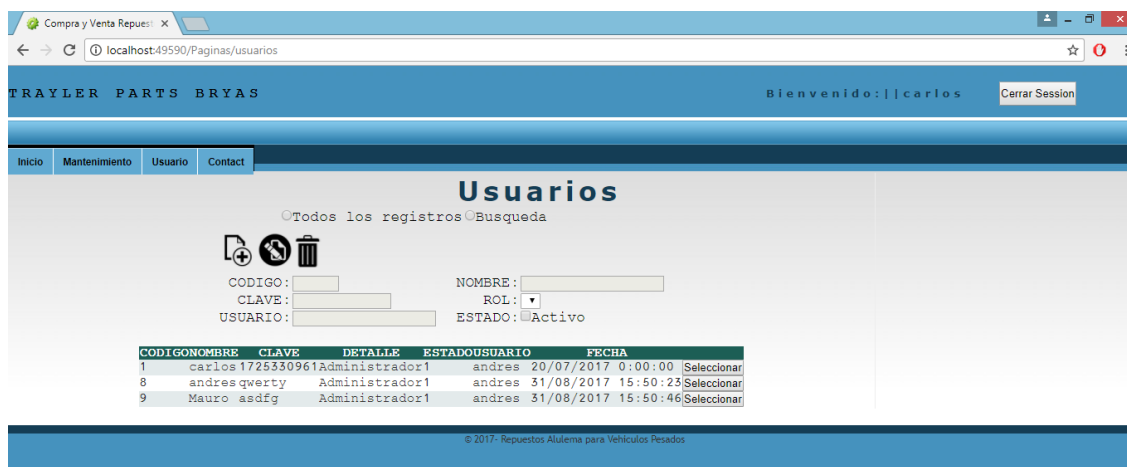 Compra y Venta Repuest
localhost:49590/Paginas/usuarios
TRAYLER PARTS BRYAS
Bienvenido:||carlos
Cerrar Session
Inicio Mantenimiento Usuario Contact
Usuarios
Todos los registros Busqueda
CODIGO: NOMBRE:
CLAVE: ROL:
USUARIO: ESTADO: Activo
CODIGO NOMBRE CLAVE DETALLE ESTADO USUARIO FECHA
1 carlos 1725330961 Administrador 1 andres 20/07/2017 0:00:00 Seleccionar
8 andres qwerty Administrador 1 andres 31/08/2017 15:50:23 Seleccionar
9 Mauro asdfg Administrador 1 andres 31/08/2017 15:50:46 Seleccionar
© 2017- Repuestos Alulema para Vehiculos Pesados